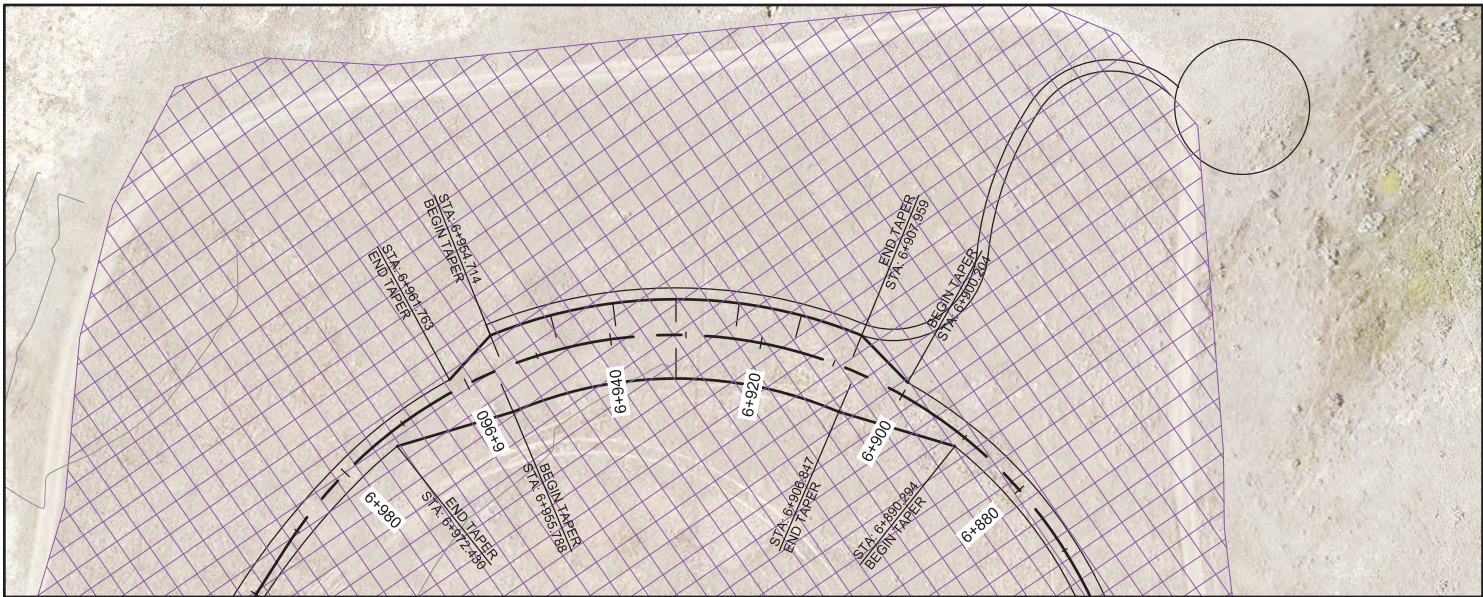 STA: 6+954.714
BEGIN TAPER
STA: 6+961.763
END TAPER
END TAPER
STA: 6+907.959
BEGIN TAPER
STA: 6+900.204
6+960
6+940
6+920
6+900
6+980
6+880
END TAPER
STA: 6+972.430
BEGIN TAPER
STA: 6+955.788
STA: 6+906.847
END TAPER
STA: 6+890.294
BEGIN TAPER